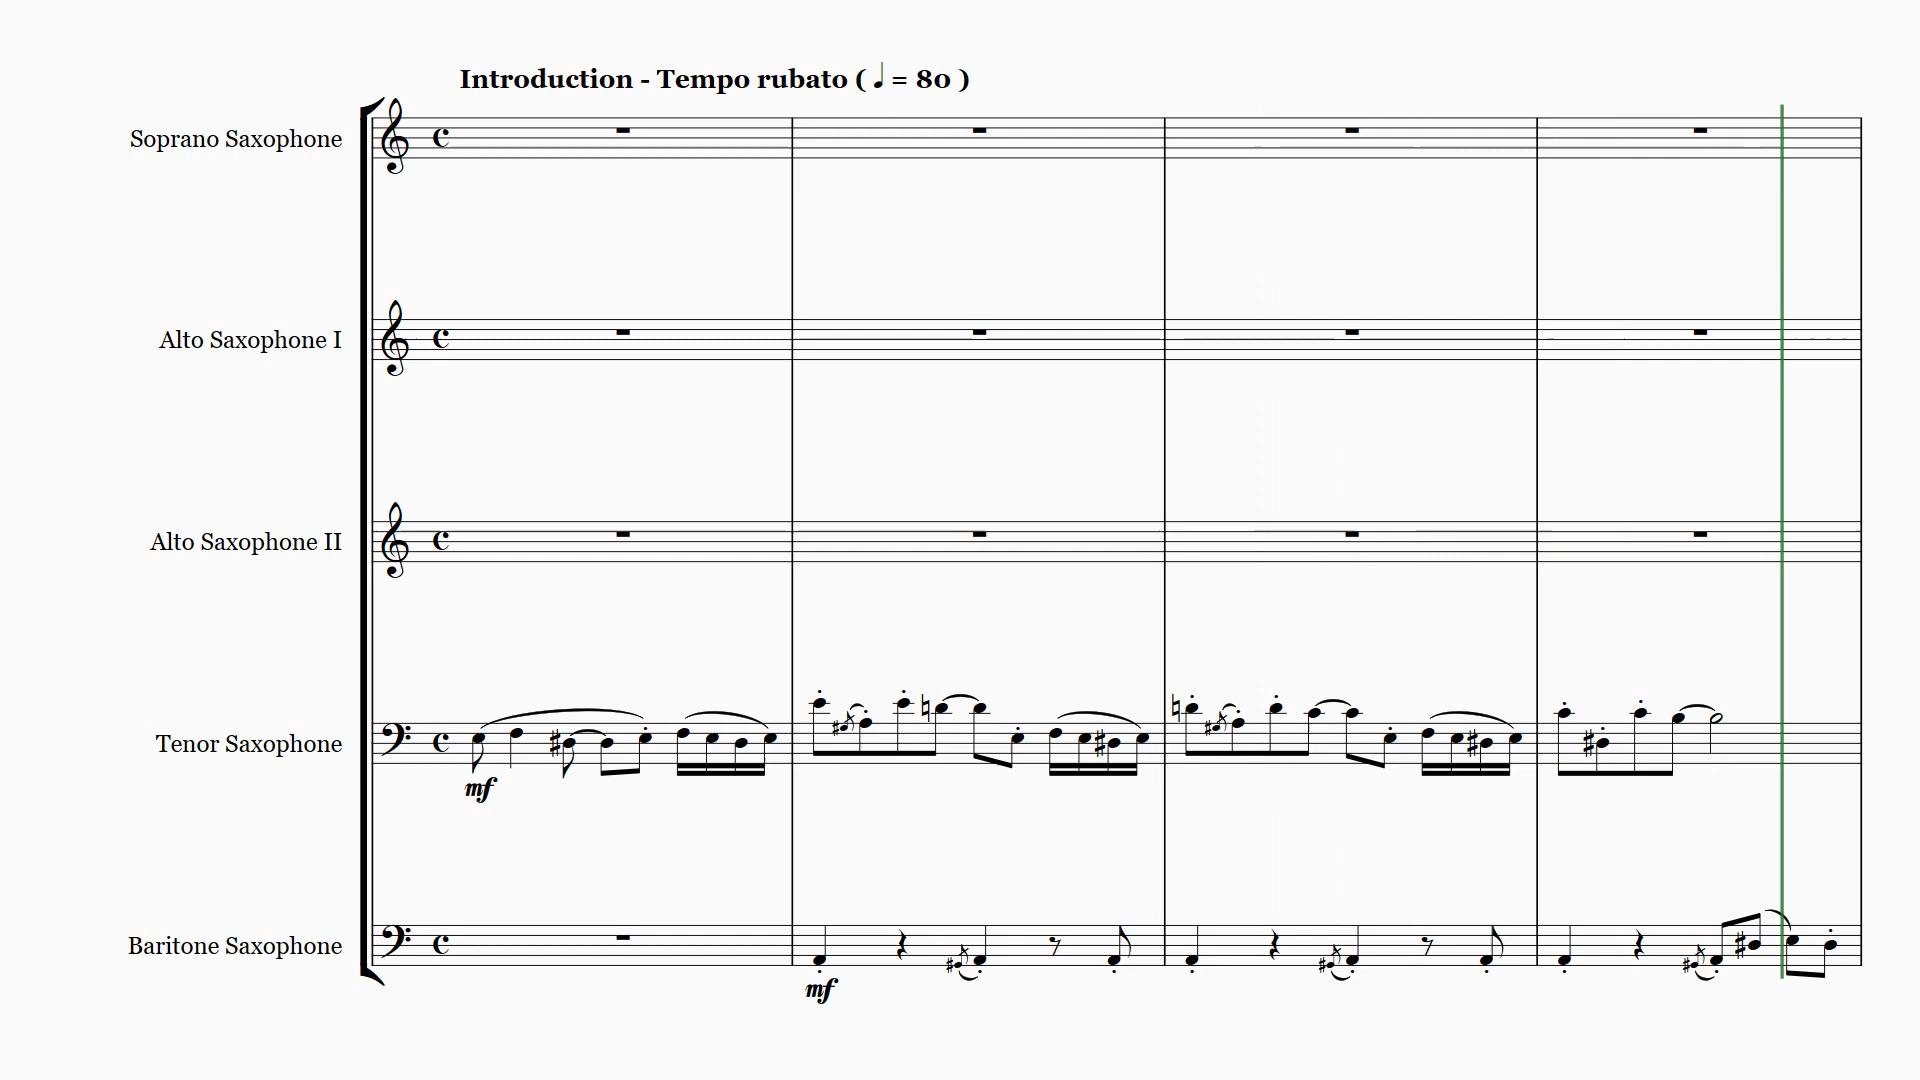 Introduction - Tempo rubato ( ♩ = 80 )
Soprano Saxophone
Alto Saxophone I
Alto Saxophone II
Tenor Saxophone
mf
Baritone Saxophone
mf